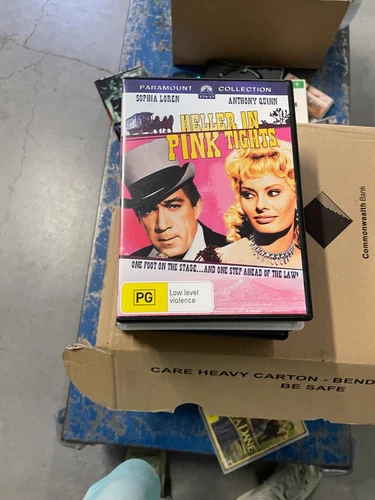 PARAMOUNT COLLECTION
DVD
SOPHIA LOREN ANTHONY QUINN
HELLER IN
PINK TIGHTS
ONE FOOT ON THE STAGE...AND ONE STEP AHEAD OF THE LAW!
PG
Low level
violence
Commonwealth Bank
CARE HEAVY CARTON - BEND
BE SAFE